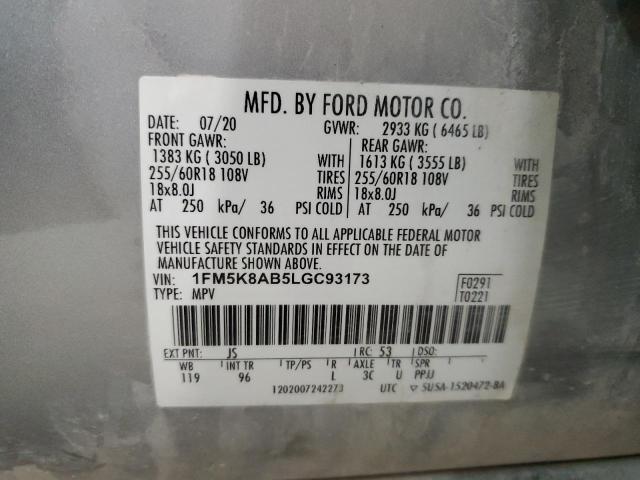 MFD. BY FORD MOTOR CO.
DATE: 07/20 GVWR: 2933 KG ( 6465 LB)
FRONT GAWR: REAR GAWR:
1383 KG ( 3050 LB) WITH 1613 KG ( 3555 LB) WITH
255/60R18 108V TIRES 255/60R18 108V TIRES
18x8.0J RIMS 18x8.0J RIMS
AT 250 kPa/ 36 PSI COLD AT 250 kPa/ 36 PSI COLD
THIS VEHICLE CONFORMS TO ALL APPLICABLE FEDERAL MOTOR
VEHICLE SAFETY STANDARDS IN EFFECT ON THE DATE OF
MANUFACTURE SHOWN ABOVE.
VIN: 1FM5K8AB5LGC93173 F0291
TYPE: MPV T0221
EXT PNT: JS RC: 53 DSO:
WB INT TR TP/PS R AXLE TR SPR
119 96 L 3C U PPJJ
1202007242273 UTC ▽ 5USA-1520472-BA